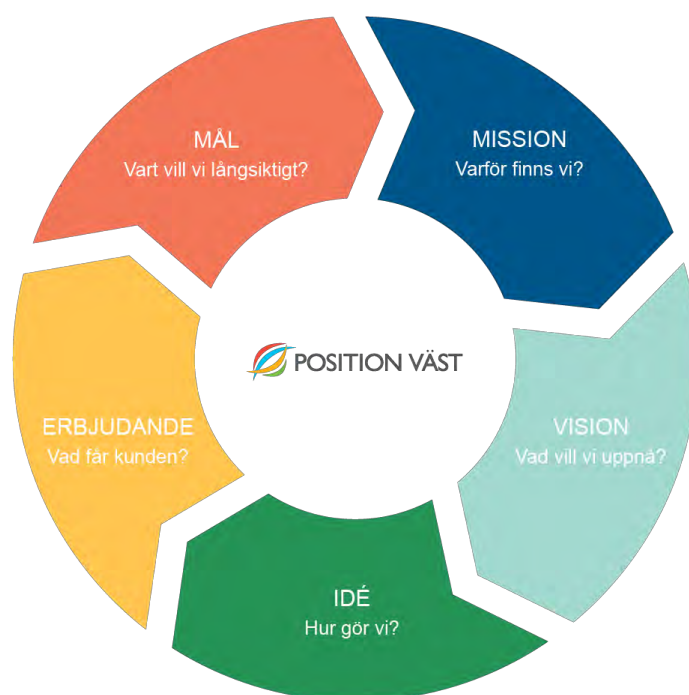 MÅL
Vart vill vi långsiktigt?
MISSION
Varför finns vi?
POSITION VÄST
ERBJUDANDE
Vad får kunden?
VISION
Vad vill vi uppnå?
IDÉ
Hur gör vi?